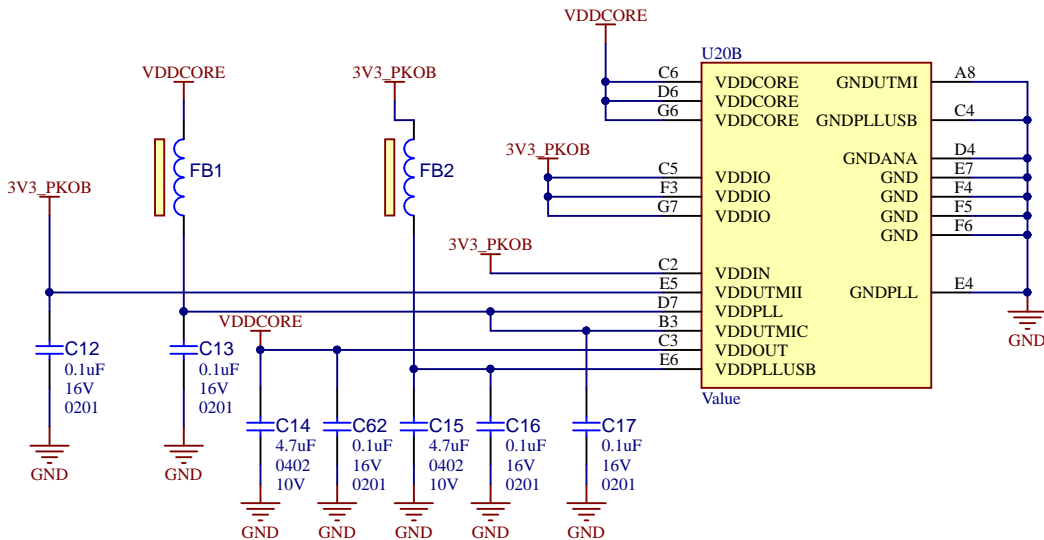 VDDCORE
U20B
VDDCORE
3V3_PKOB
C6
VDDCORE
GNDUTMI
A8
D6
VDDCORE
G6
VDDCORE
GNDPLLUSB
C4
3V3_PKOB
GNDANA
D4
FB1
FB2
C5
VDDIO
GND
E7
3V3_PKOB
F3
VDDIO
GND
F4
G7
VDDIO
GND
F5
GND
F6
3V3_PKOB
C2
VDDIN
E5
VDDUTMII
GNDPLL
E4
D7
VDDPLL
VDDCORE
B3
VDDUTMIC
GND
C12
C13
C3
VDDOUT
0.1uF
0.1uF
E6
VDDPLLUSB
16V
16V
0201
0201
Value
C14
C62
C15
C16
C17
4.7uF
0.1uF
4.7uF
0.1uF
0.1uF
0402
16V
0402
16V
16V
10V
0201
10V
0201
0201
GND
GND
GND
GND
GND
GND
GND